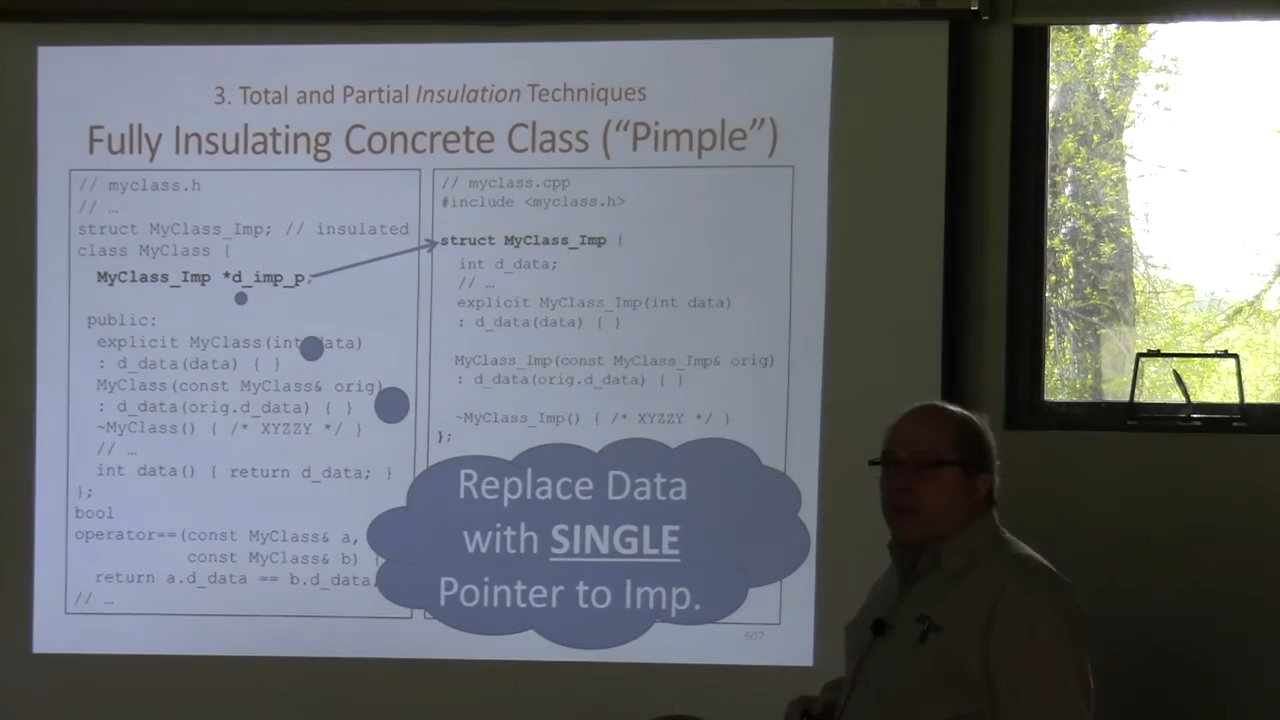 3. Total and Partial Insulation Techniques
Fully Insulating Concrete Class (“Pimple”)
// myclass.h
// …
struct MyClass_Imp; // insulated
class MyClass {
MyClass_Imp *d_imp_p;
public:
explicit MyClass(int data)
: d_data(data) { }
MyClass(const MyClass& orig)
: d_data(orig.d_data) { }
~MyClass() { /* XYZZY */ }
// …
int data() { return d_data; }
};
bool
operator==(const MyClass& a,
const MyClass& b) {
return a.d_data == b.d_data
// …
// myclass.cpp
#include <myclass.h>
struct MyClass_Imp {
int d_data;
// …
explicit MyClass_Imp(int data)
: d_data(data) { }
MyClass_Imp(const MyClass_Imp& orig)
: d_data(orig.d_data) { }
~MyClass_Imp() { /* XYZZY */ }
};
Replace Data
with SINGLE
Pointer to Imp.
607